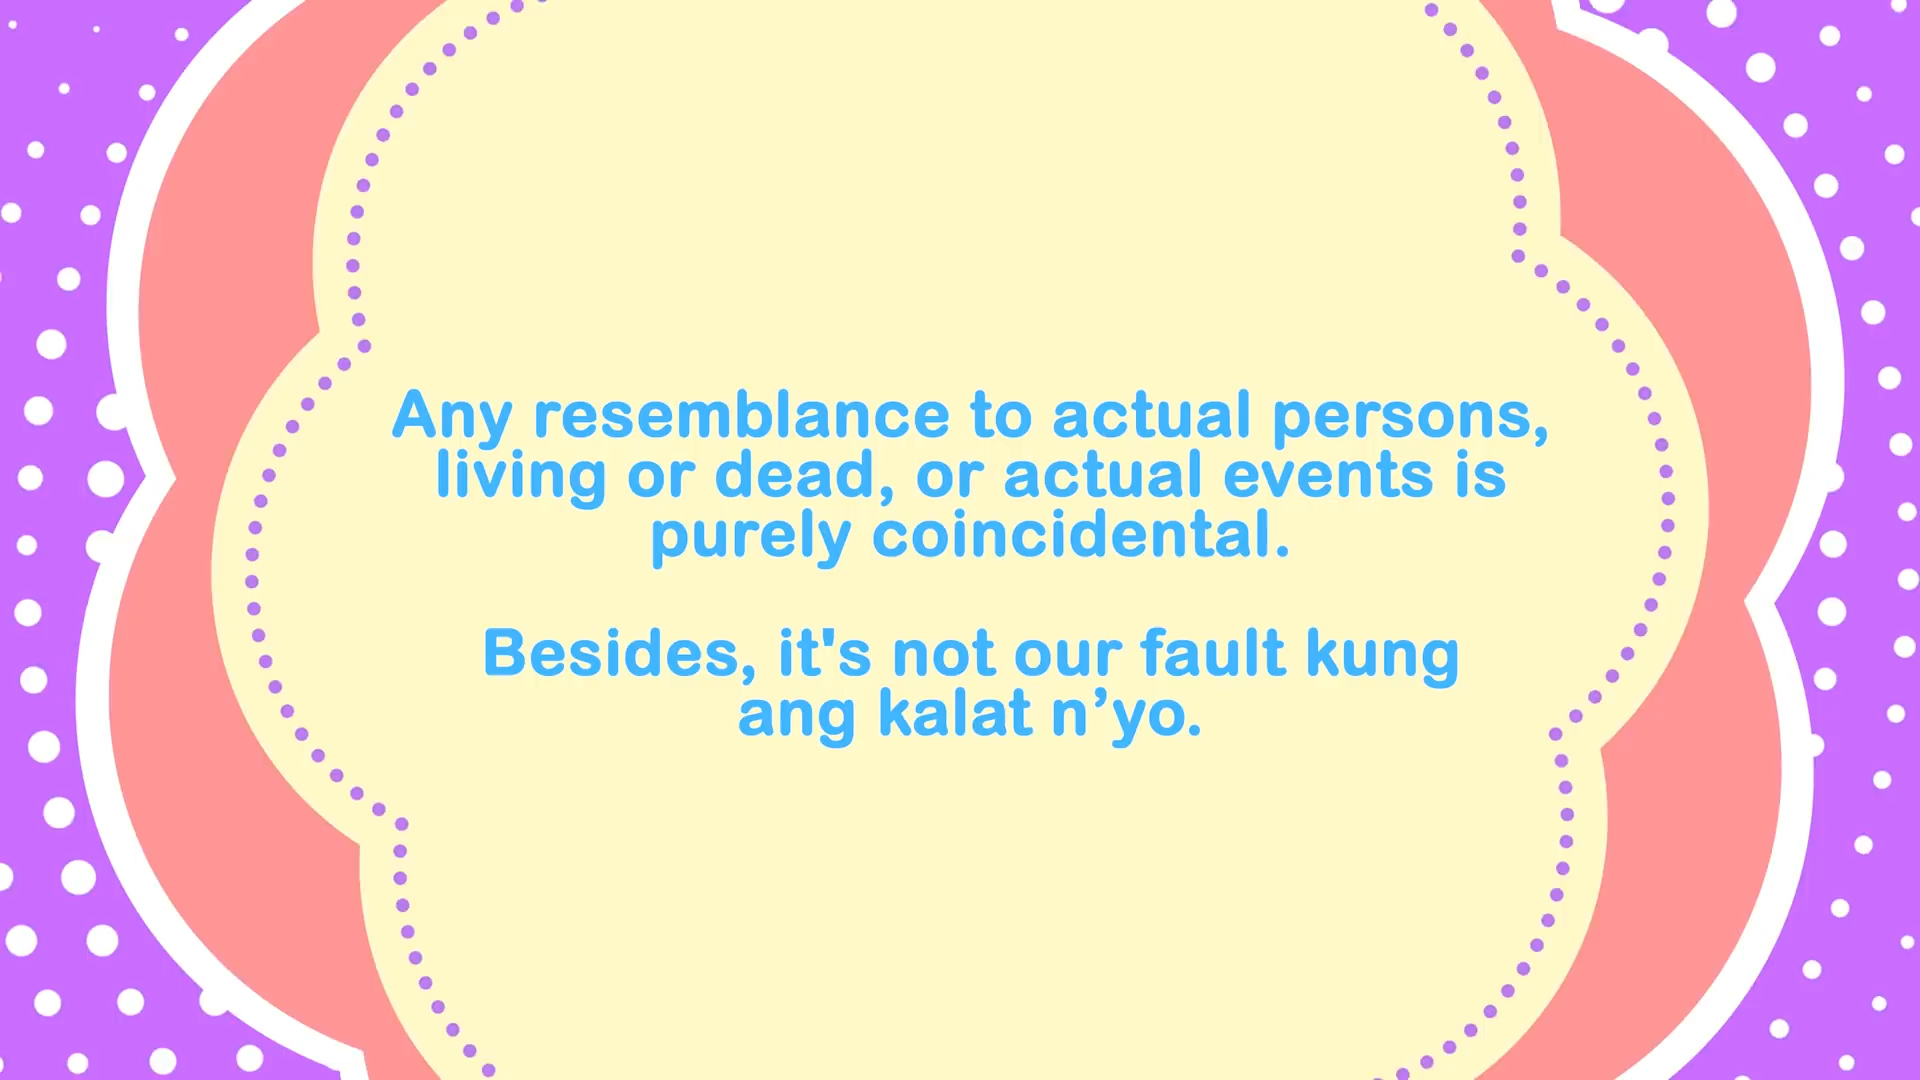 Any resemblance to actual persons,
living or dead, or actual events is
purely coincidental.
Besides, it's not our fault kung
ang kalat n’yo.